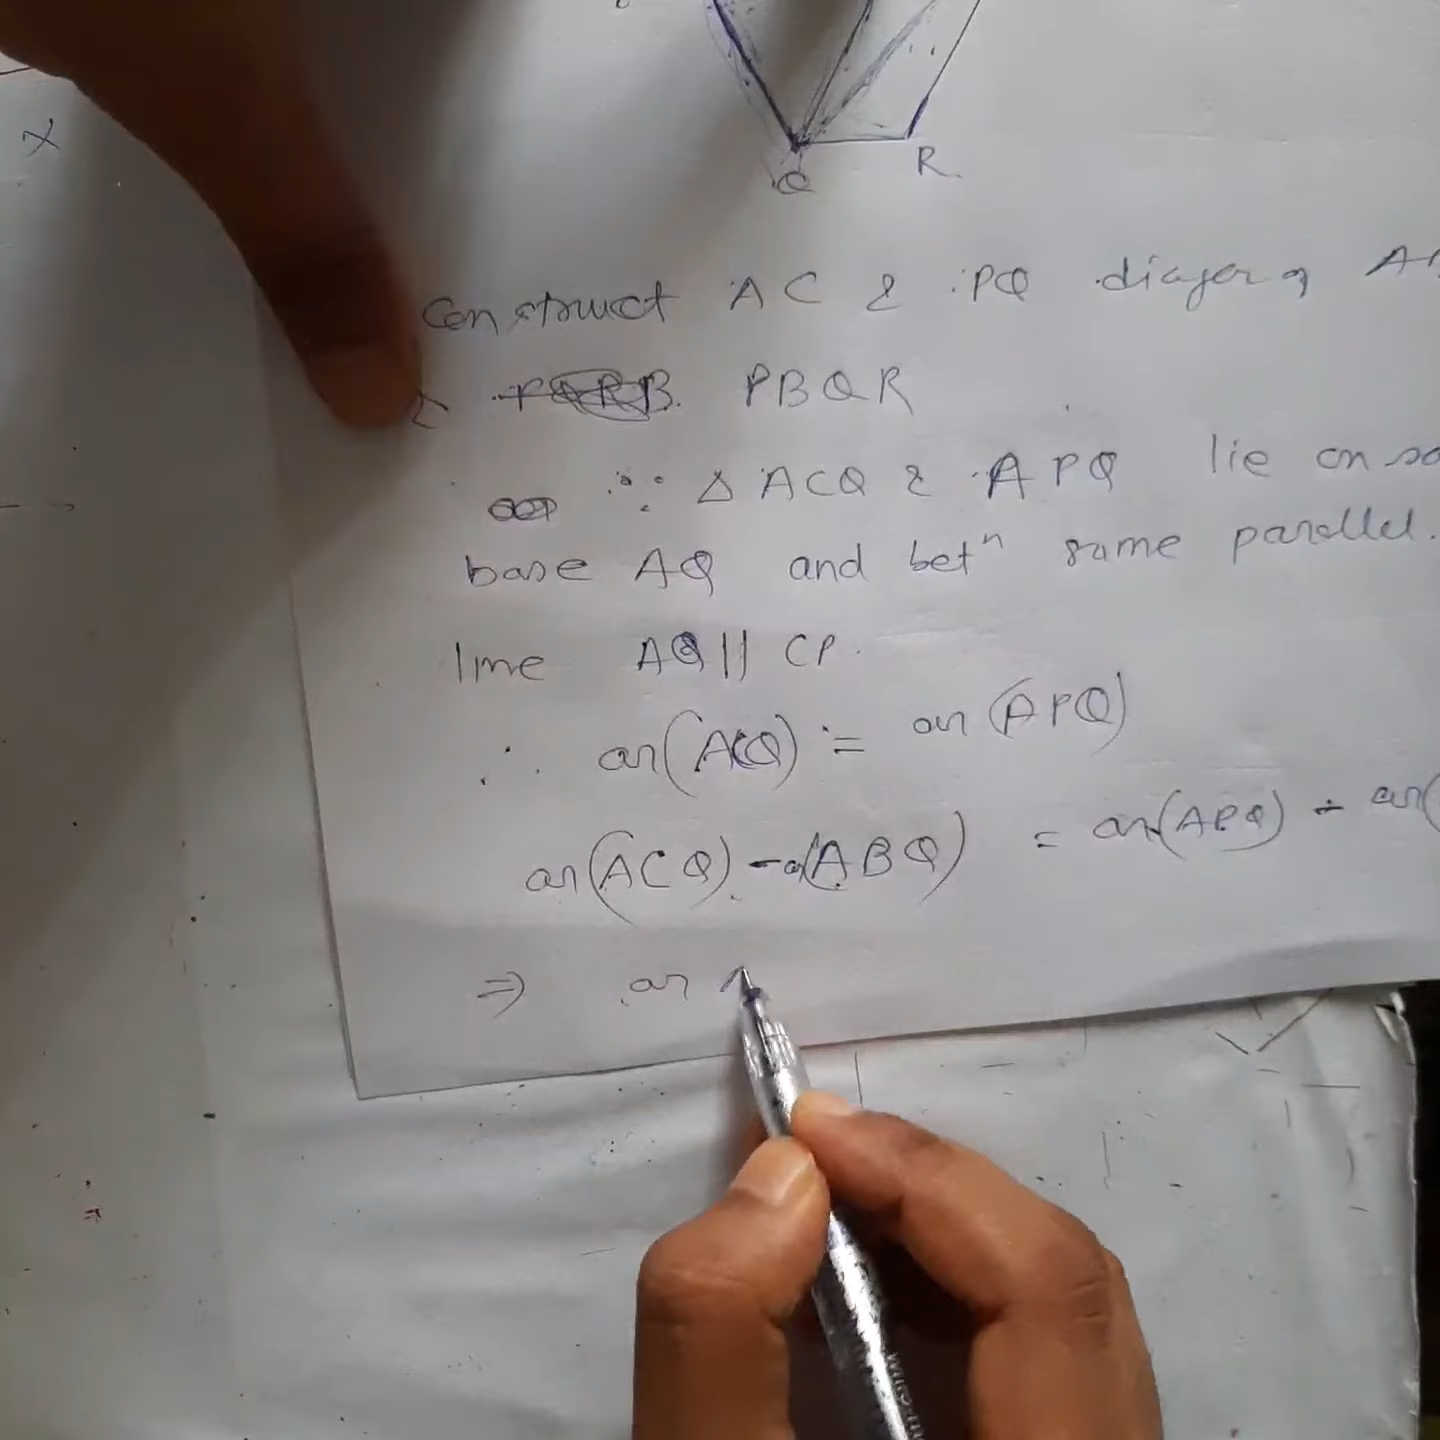 X
Q
R
Construct AC & PQ A
PBQR
∵ Δ ACQ & APQ lie on sa
base AQ and betⁿ same parallel.
line AQ || CP.
∴ ar(ACQ) = ar(APQ)
ar(ACQ) - ar(ABQ) = ar(APQ) - ar(
⇒ ar